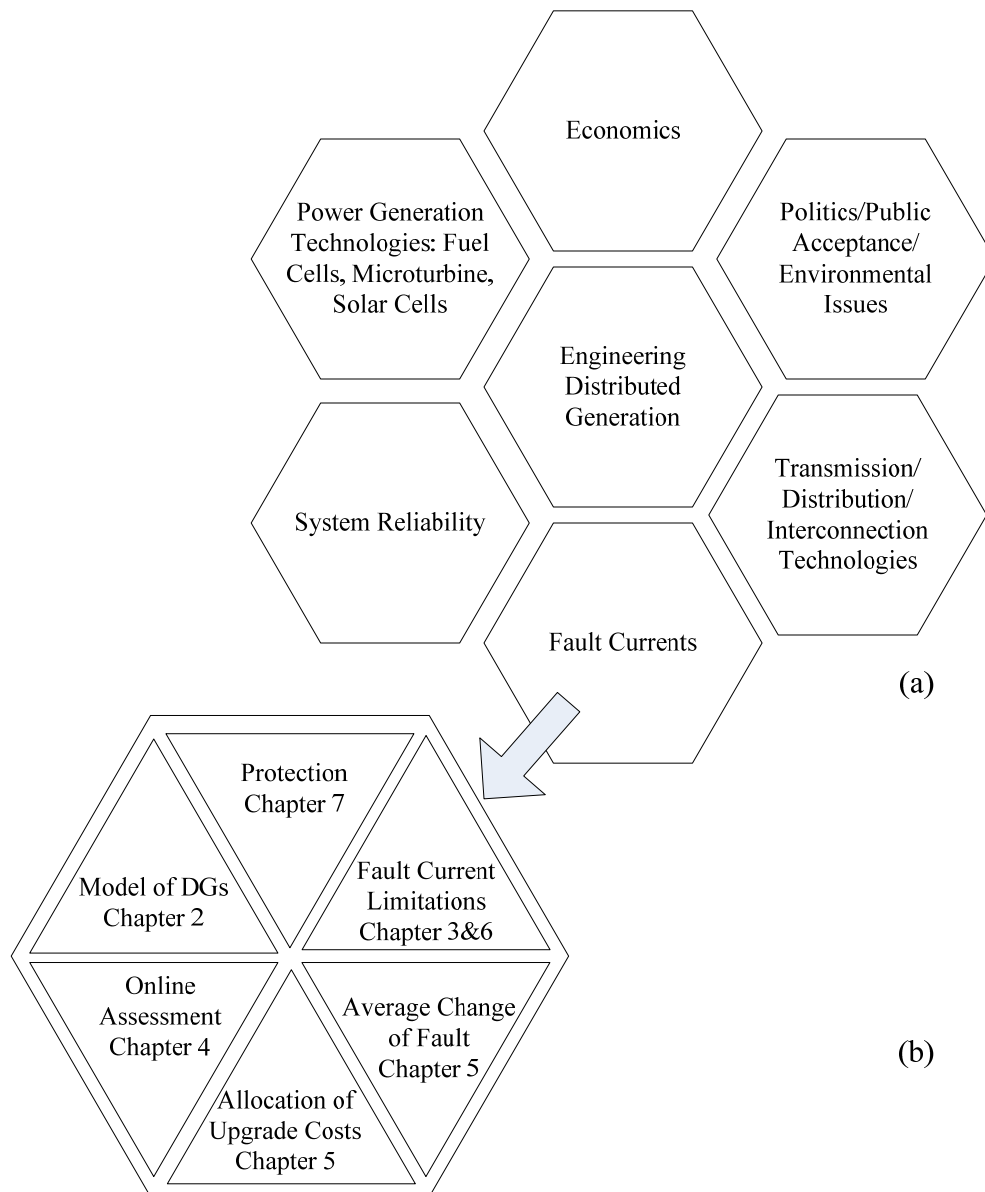 Economics
Power Generation
Technologies: Fuel
Cells, Microturbine,
Solar Cells
Politics/Public
Acceptance/
Environmental
Issues
Engineering
Distributed
Generation
System Reliability
Transmission/
Distribution/
Interconnection
Technologies
Fault Currents
(a)
Protection
Chapter 7
Model of DGs
Chapter 2
Fault Current
Limitations
Chapter 3&6
Online
Assessment
Chapter 4
Average Change
of Fault
Chapter 5
Allocation of
Upgrade Costs
Chapter 5
(b)